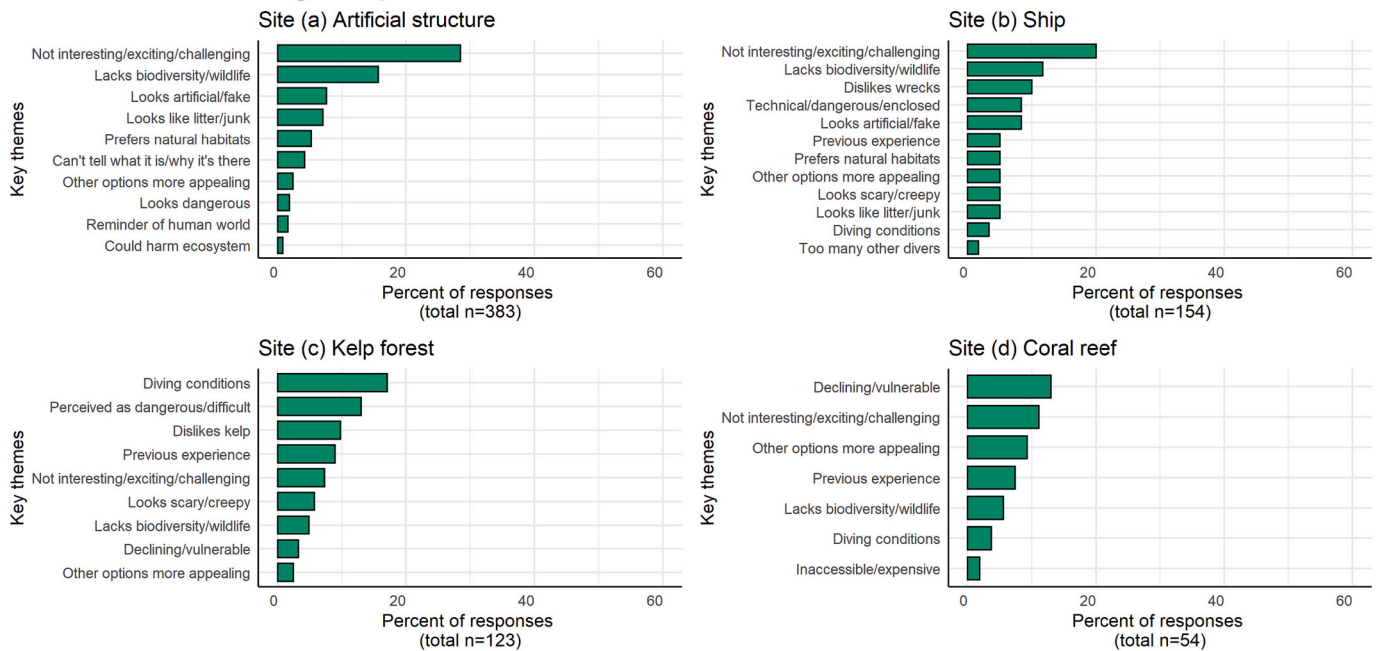 Site (a) Artificial structure
Key themes
Not interesting/exciting/challenging
Lacks biodiversity/wildlife
Looks artificial/fake
Looks like litter/junk
Prefers natural habitats
Can't tell what it is/why it's there
Other options more appealing
Looks dangerous
Reminder of human world
Could harm ecosystem
0 20 40 60
Percent of responses
(total n=383)
Site (b) Ship
Key themes
Not interesting/exciting/challenging
Lacks biodiversity/wildlife
Dislikes wrecks
Technical/dangerous/enclosed
Looks artificial/fake
Previous experience
Prefers natural habitats
Other options more appealing
Looks scary/creepy
Looks like litter/junk
Diving conditions
Too many other divers
0 20 40 60
Percent of responses
(total n=154)
Site (c) Kelp forest
Key themes
Diving conditions
Perceived as dangerous/difficult
Dislikes kelp
Previous experience
Not interesting/exciting/challenging
Looks scary/creepy
Lacks biodiversity/wildlife
Declining/vulnerable
Other options more appealing
0 20 40 60
Percent of responses
(total n=123)
Site (d) Coral reef
Key themes
Declining/vulnerable
Not interesting/exciting/challenging
Other options more appealing
Previous experience
Lacks biodiversity/wildlife
Diving conditions
Inaccessible/expensive
0 20 40 60
Percent of responses
(total n=54)